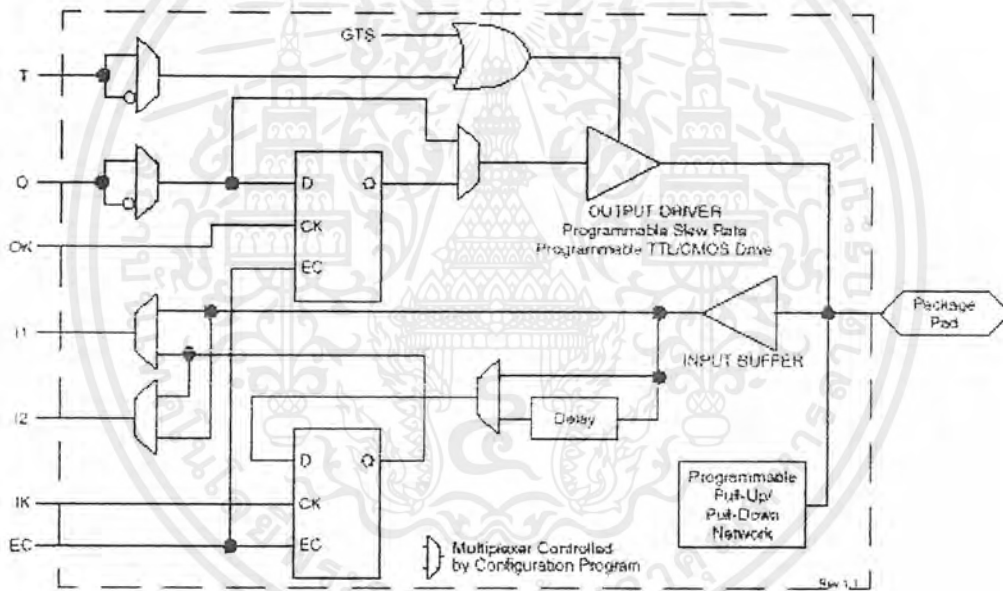 GTS
T
O
D
Q
CK
EC
OK
OUTPUT DRIVER
Programmable Slew Rate
Programmable TTL/CMOS Drive
I1
I2
INPUT BUFFER
Package
Pad
Delay
D
Q
CK
EC
IK
EC
Programmable
Pull-Up/
Pull-Down
Network
Multiplexer Controlled
by Configuration Program